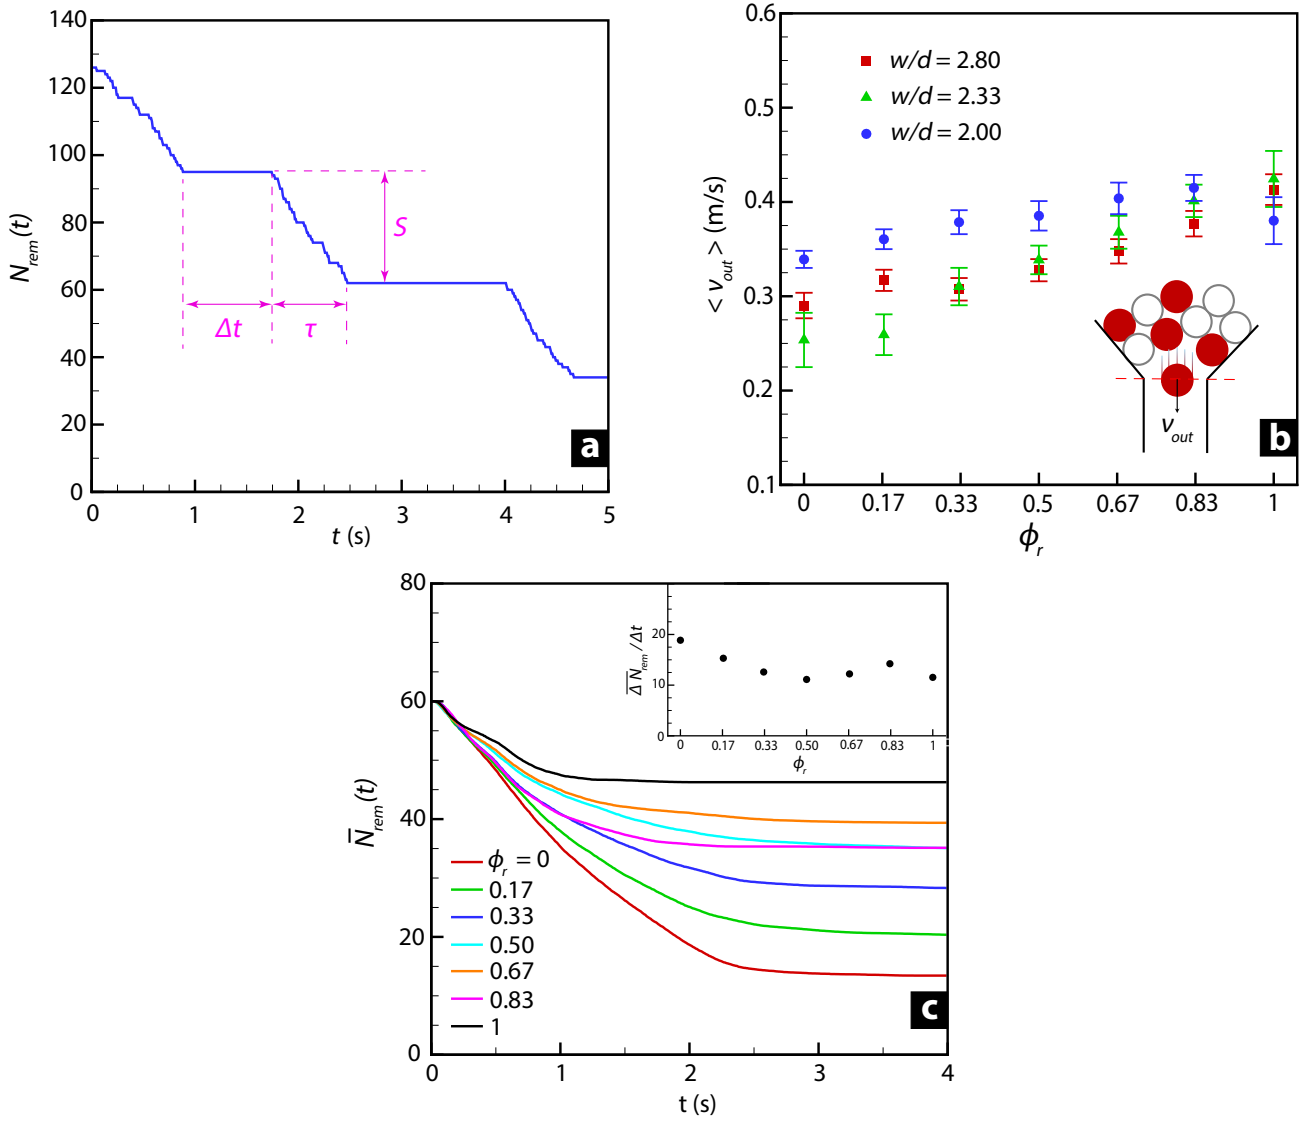 140
120
100
80
60
40
20
0
N_rem(t)
S
Δt
τ
a
0 1 2 3 4 5
t (s)
0.6
0.5
0.4
0.3
0.2
0.1
< v_out > (m/s)
w/d = 2.80
w/d = 2.33
w/d = 2.00
v_out
b
0 0.17 0.33 0.5 0.67 0.83 1
ϕ_r
80
60
40
20
0
N̅_rem(t)
20
10
0
Δ̅ N̅_rem / Δt
0 0.17 0.33 0.50 0.67 0.83 1
ϕ_r
ϕ_r = 0
0.17
0.33
0.50
0.67
0.83
1
c
0 1 2 3 4
t (s)